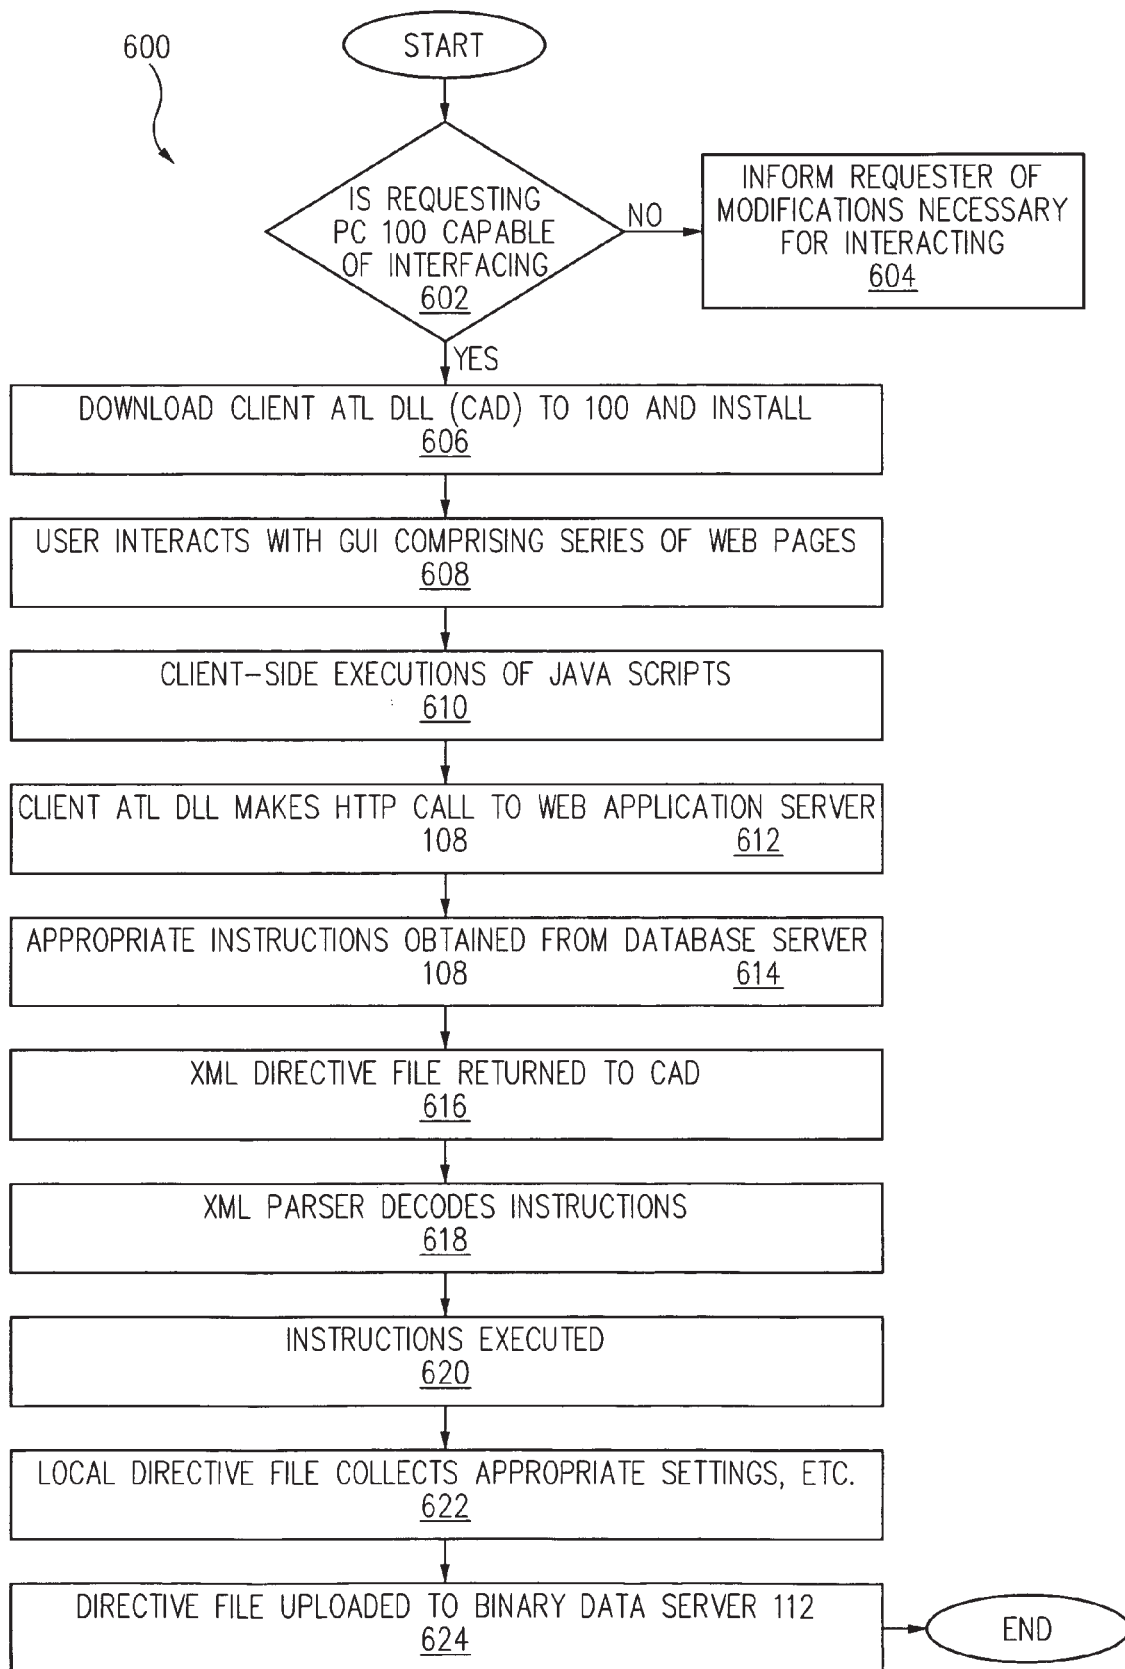 600
START
IS REQUESTING
PC 100 CAPABLE
OF INTERFACING
602
NO
INFORM REQUESTER OF
MODIFICATIONS NECESSARY
FOR INTERACTING
604
YES
DOWNLOAD CLIENT ATL DLL (CAD) TO 100 AND INSTALL
606
USER INTERACTS WITH GUI COMPRISING SERIES OF WEB PAGES
608
CLIENT-SIDE EXECUTIONS OF JAVA SCRIPTS
610
CLIENT ATL DLL MAKES HTTP CALL TO WEB APPLICATION SERVER
108 612
APPROPRIATE INSTRUCTIONS OBTAINED FROM DATABASE SERVER
108 614
XML DIRECTIVE FILE RETURNED TO CAD
616
XML PARSER DECODES INSTRUCTIONS
618
INSTRUCTIONS EXECUTED
620
LOCAL DIRECTIVE FILE COLLECTS APPROPRIATE SETTINGS, ETC.
622
DIRECTIVE FILE UPLOADED TO BINARY DATA SERVER 112
624
END